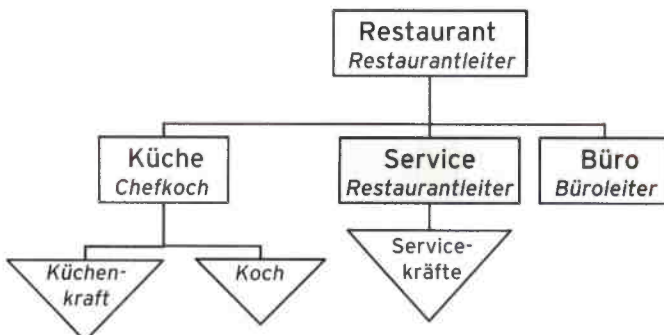 Restaurant
Restaurantleiter
Küche
Chefkoch
Service
Restaurantleiter
Büro
Büroleiter
Küchen-
kraft
Koch
Service-
kräfte